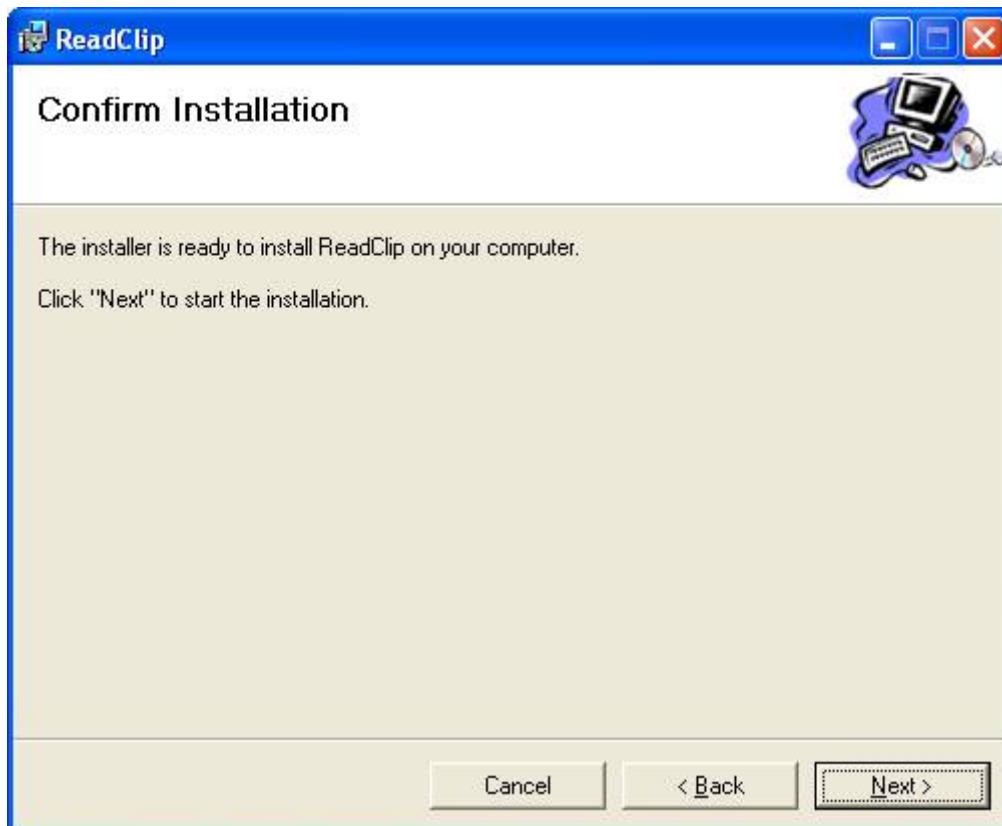 ReadClip
Confirm Installation
The installer is ready to install ReadClip on your computer.
Click "Next" to start the installation.
Cancel
< Back
Next >